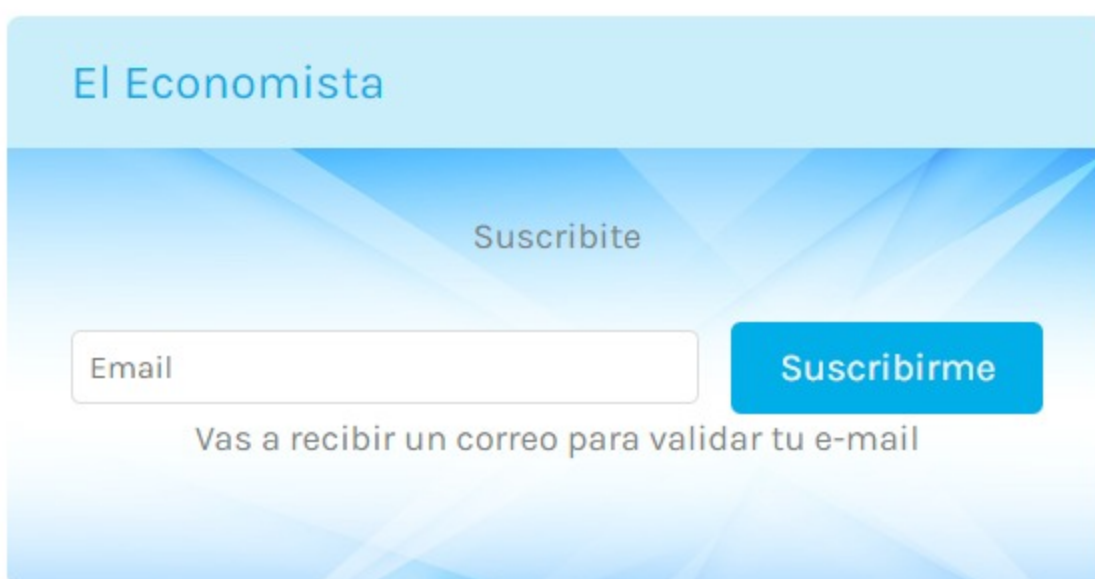 El Economista
Suscribite
Email
Suscribirme
Vas a recibir un correo para validar tu e-mail